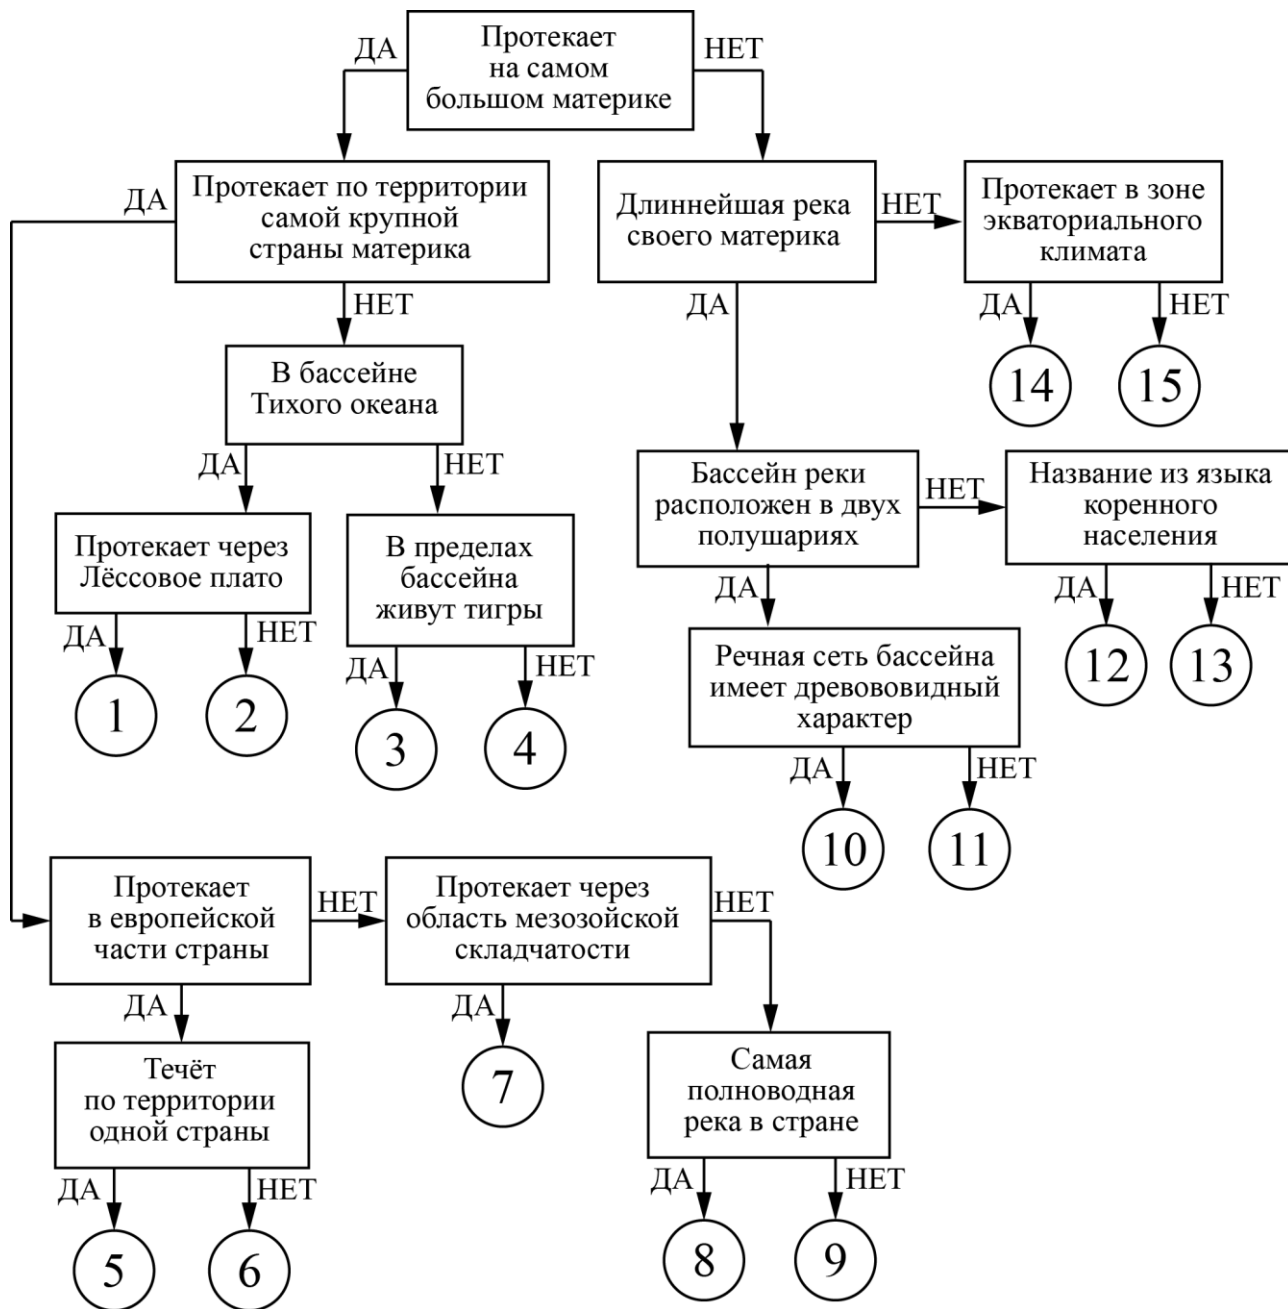 Протекает
на самом
большом материке
ДА
НЕТ
Протекает по территории
самой крупной
страны материка
ДА
НЕТ
Длиннейшая река
своего материка
НЕТ
ДА
Протекает в зоне
экваториального
климата
ДА
НЕТ
14
15
В бассейне
Тихого океана
ДА
НЕТ
Протекает через
Лёссовое плато
ДА
НЕТ
1
2
В пределах
бассейна
живут тигры
ДА
НЕТ
3
4
Бассейн реки
расположен в двух
полушариях
НЕТ
ДА
Название из языка
коренного
населения
ДА
НЕТ
12
13
Речная сеть бассейна
имеет древововидный
характер
ДА
НЕТ
10
11
Протекает
в европейской
части страны
НЕТ
ДА
Протекает через
область мезозойской
складчатости
НЕТ
ДА
7
Течёт
по территории
одной страны
ДА
НЕТ
5
6
Самая
полноводная
река в стране
ДА
НЕТ
8
9